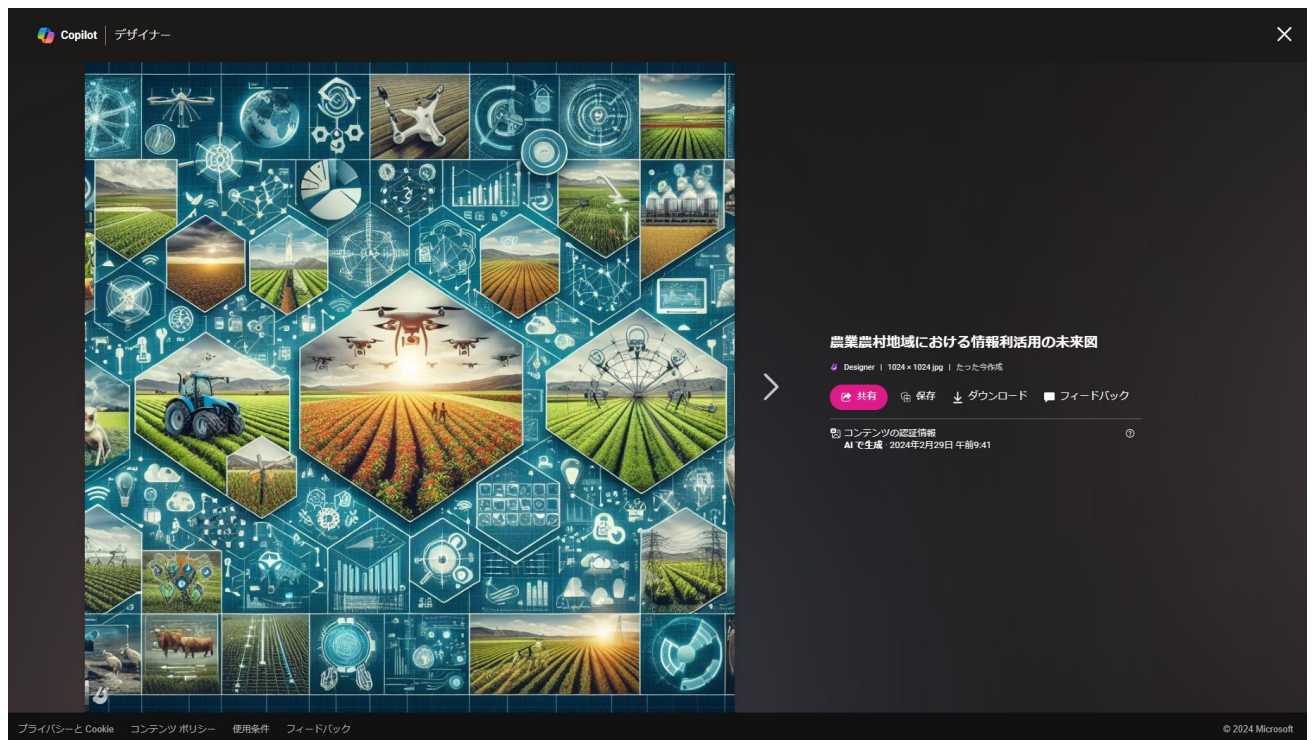 Copilot デザイナー
農業農村地域における情報利活用の未来図
Designer | 1024 × 1024 jpg | たった今作成
共有 保存 ダウンロード フィードバック
コンテンツの認証情報
AI で生成 · 2024年2月29日 午前9:41
プライバシーと Cookie コンテンツ ポリシー 使用条件 フィードバック
© 2024 Microsoft